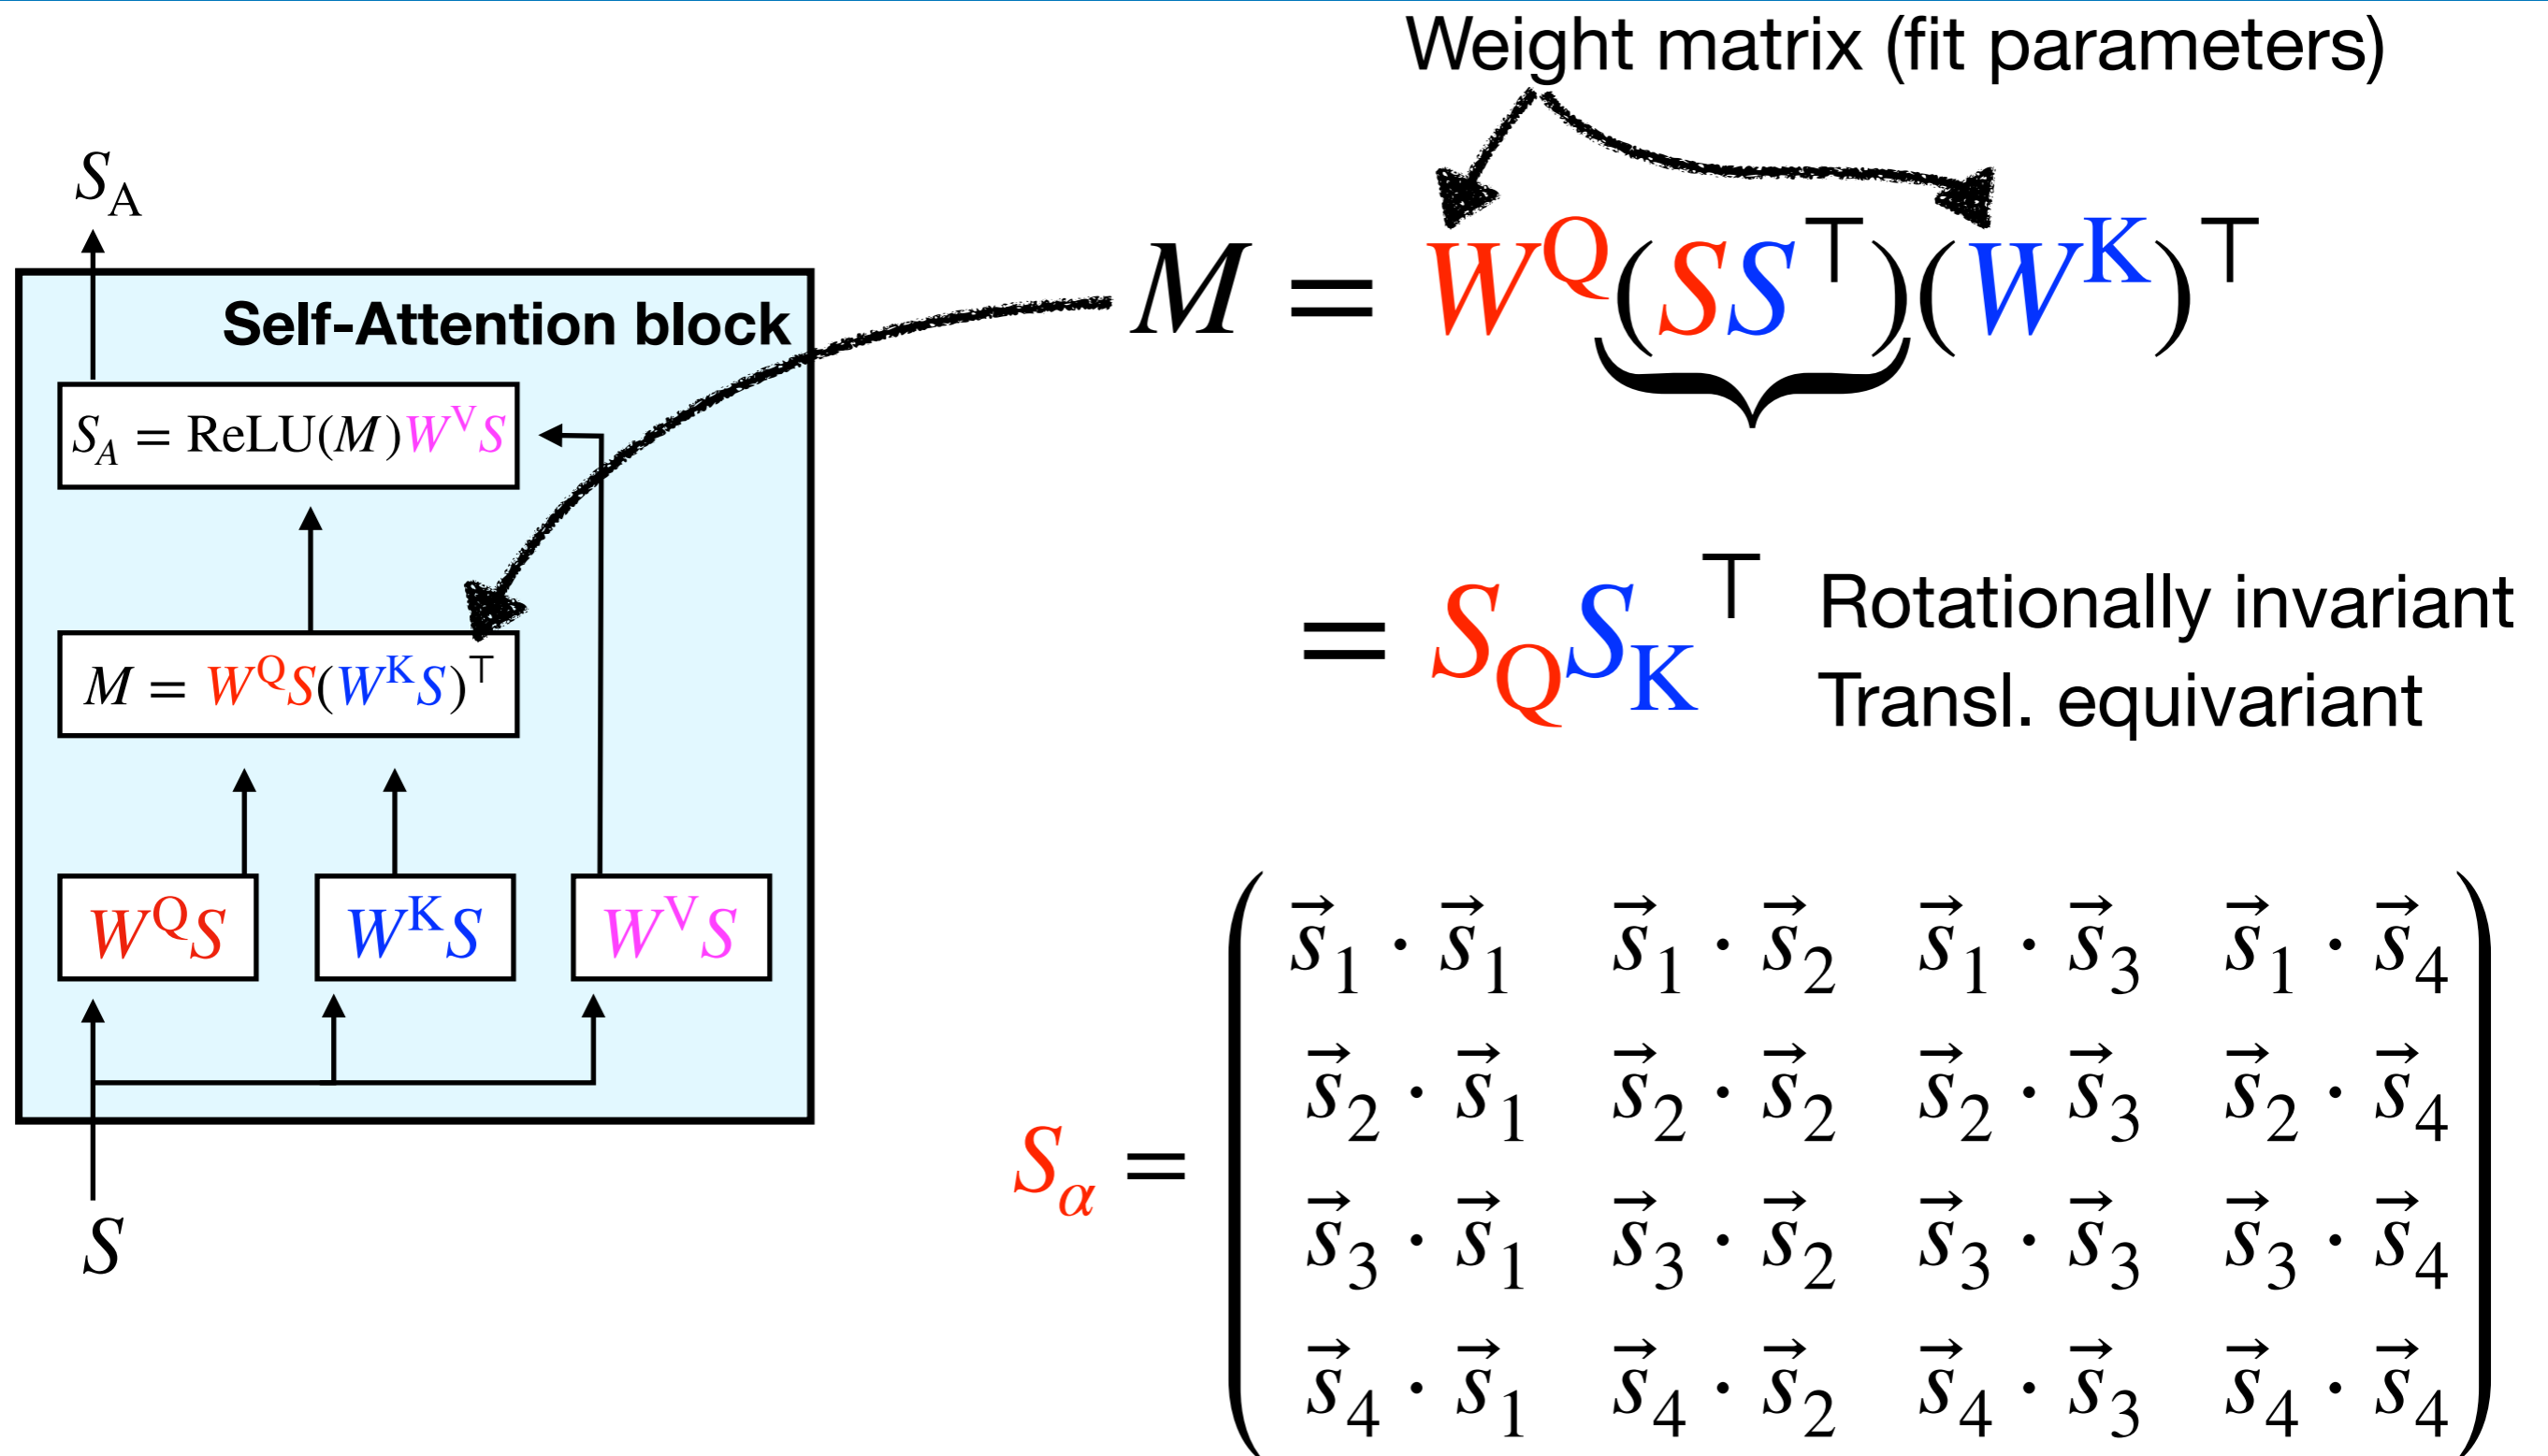 Weight matrix (fit parameters)
S_A
Self-Attention block
S_A = ReLU(M)W^V S
M = W^Q S(W^K S)^⊤
W^Q S
W^K S
W^V S
S
M = W^Q(SS^⊤)(W^K)^⊤
= S_Q S_K^⊤
Rotationally invariant
Transl. equivariant
S_α =
s⃗_1 · s⃗_1 s⃗_1 · s⃗_2 s⃗_1 · s⃗_3 s⃗_1 · s⃗_4
s⃗_2 · s⃗_1 s⃗_2 · s⃗_2 s⃗_2 · s⃗_3 s⃗_2 · s⃗_4
s⃗_3 · s⃗_1 s⃗_3 · s⃗_2 s⃗_3 · s⃗_3 s⃗_3 · s⃗_4
s⃗_4 · s⃗_1 s⃗_4 · s⃗_2 s⃗_4 · s⃗_3 s⃗_4 · s⃗_4